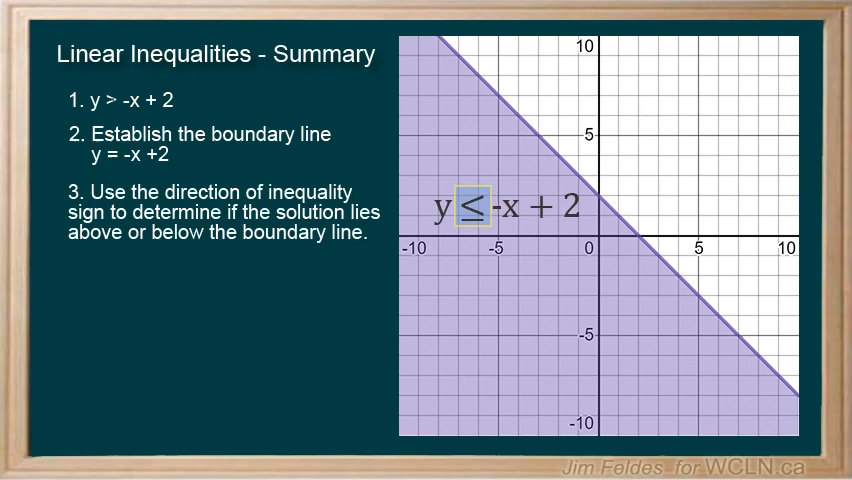 Linear Inequalities - Summary
1. y > -x + 2
2. Establish the boundary line
y = -x +2
3. Use the direction of inequality
sign to determine if the solution lies
above or below the boundary line.
10
5
y ≤ -x + 2
-10 -5 0 5 10
-5
-10
Jim Feldes for WCLN.ca